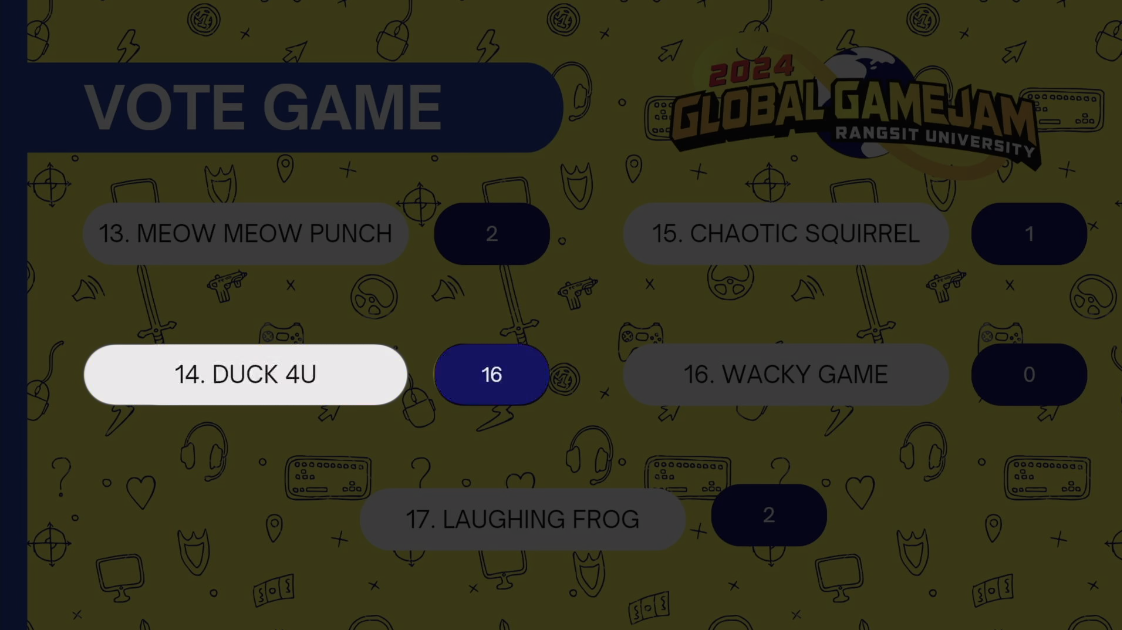 VOTE GAME
2024
GLOBAL GAMEJAM
RANGSIT UNIVERSITY
13. MEOW MEOW PUNCH 2
15. CHAOTIC SQUIRREL 1
14. DUCK 4U 16
16. WACKY GAME 0
17. LAUGHING FROG 2